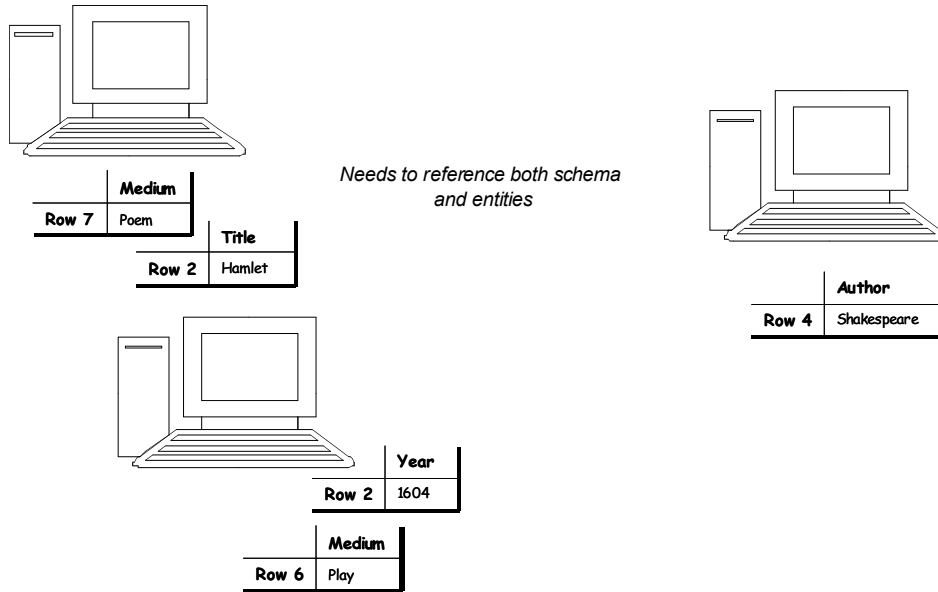 Medium
Row 7 Poem
Title
Row 2 Hamlet
Needs to reference both schema
and entities
Author
Row 4 Shakespeare
Year
Row 2 1604
Medium
Row 6 Play